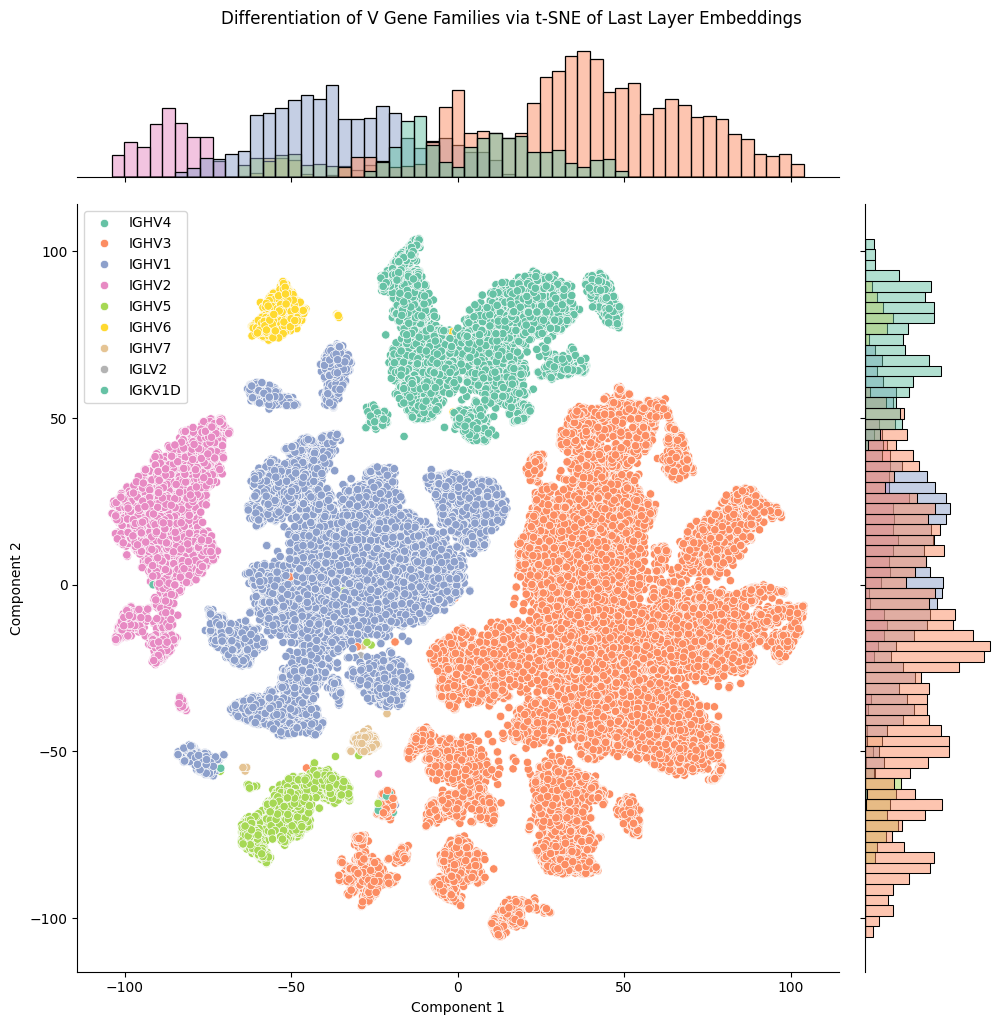 Differentiation of V Gene Families via t-SNE of Last Layer Embeddings
IGHV4
IGHV3
IGHV1
IGHV2
IGHV5
IGHV6
IGHV7
IGLV2
IGKV1D
100
50
0
−50
−100
Component 2
−100
−50
0
50
100
Component 1